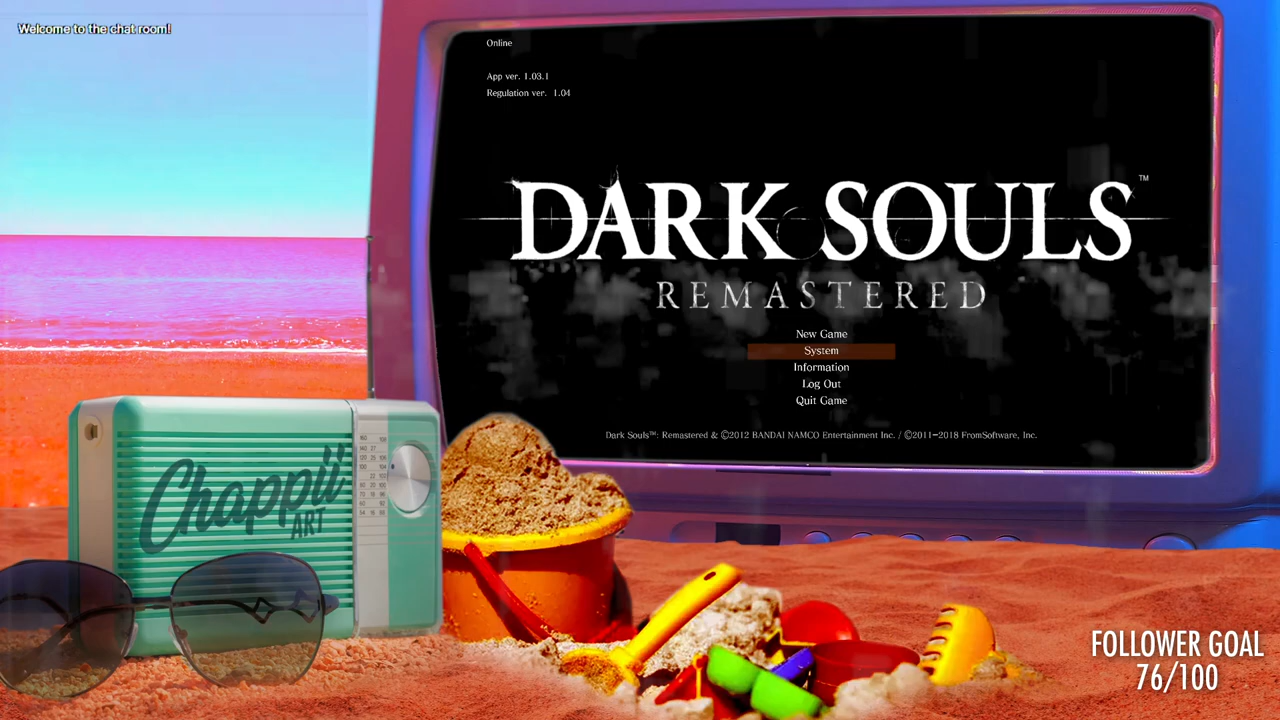 Welcome to the chat room!
Online
App ver. 1.03.1
Regulation ver. 1.04
DARK SOULS™
REMASTERED
New Game
System
Information
Log Out
Quit Game
Dark Souls™: Remastered & ©2012 BANDAI NAMCO Entertainment Inc. / ©2011-2018 FromSoftware, Inc.
Chappii
ART
FOLLOWER GOAL
76/100